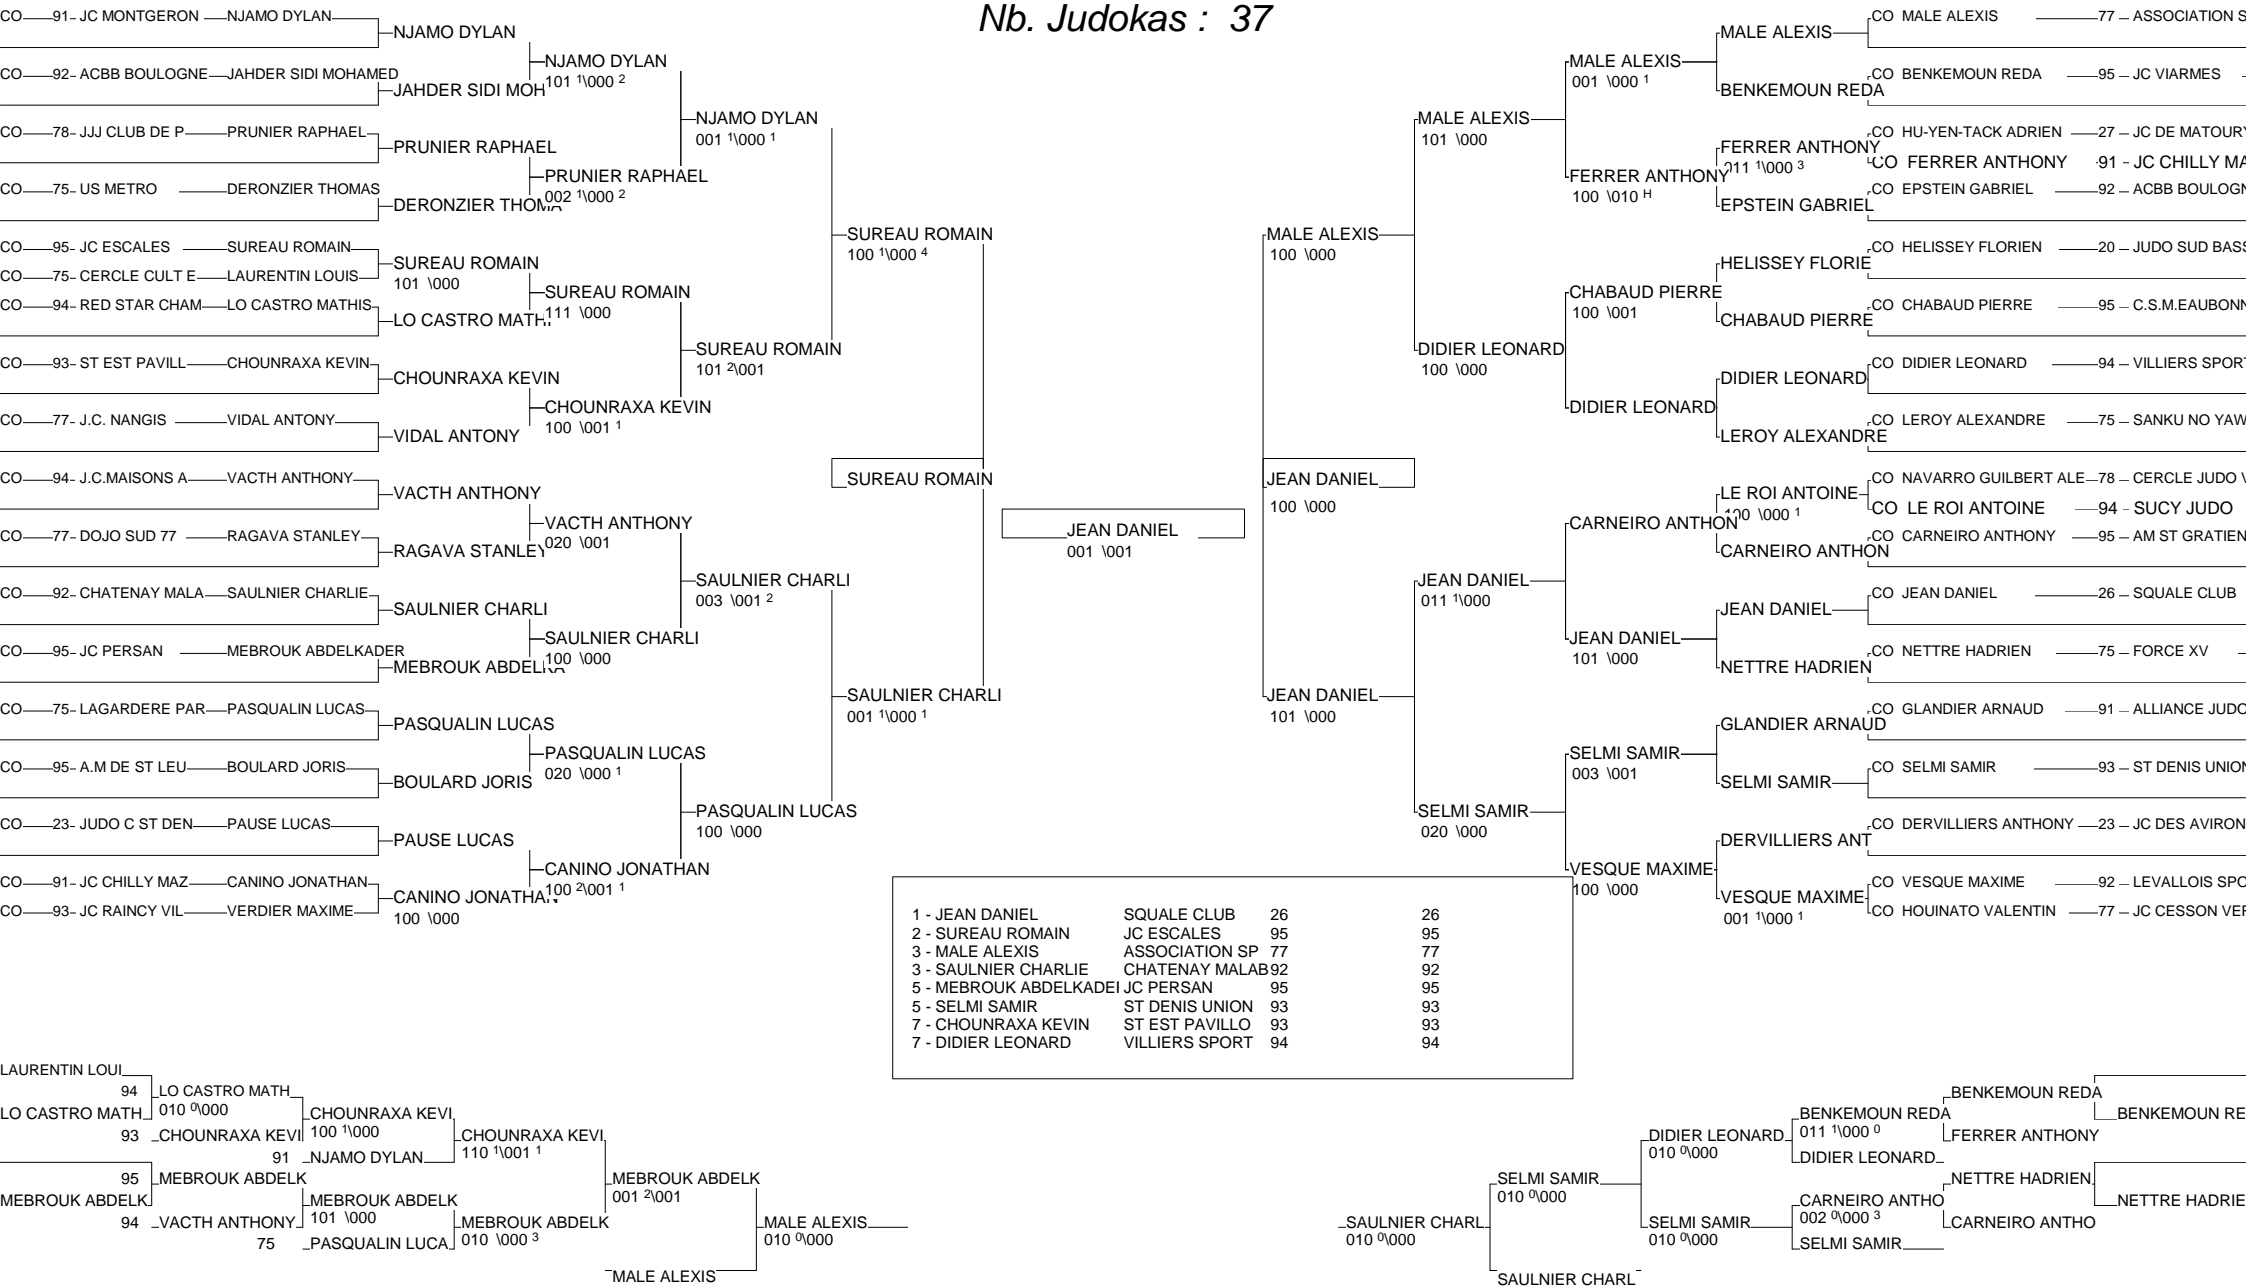 Nb. Judokas : 37
CO 91- JC MONTGERON NJAMO DYLAN
CO 92- ACBB BOULOGNE JAHDER SIDI MOHAMED
CO 78- JJJ CLUB DE P PRUNIER RAPHAEL
CO 75- US METRO DERONZIER THOMAS
CO 95- JC ESCALES SUREAU ROMAIN
CO 75- CERCLE CULT E LAURENTIN LOUIS
CO 94- RED STAR CHAM LO CASTRO MATHIS
CO 93- ST EST PAVILL CHOUNRAXA KEVIN
CO 77- J.C. NANGIS VIDAL ANTONY
CO 94- J.C.MAISONS A VACTH ANTHONY
CO 77- DOJO SUD 77 RAGAVA STANLEY
CO 92- CHATENAY MALA SAULNIER CHARLIE
CO 95- JC PERSAN MEBROUK ABDELKADER
CO 75- LAGARDERE PAR PASQUALIN LUCAS
CO 95- A.M DE ST LEU BOULARD JORIS
CO 23- JUDO C ST DEN PAUSE LUCAS
CO 91- JC CHILLY MAZ CANINO JONATHAN
CO 93- JC RAINCY VIL VERDIER MAXIME
NJAMO DYLAN
JAHDER SIDI MOH
PRUNIER RAPHAEL
DERONZIER THOMA
SUREAU ROMAIN
101 \000
LO CASTRO MATHI
CHOUNRAXA KEVIN
VIDAL ANTONY
VACTH ANTHONY
RAGAVA STANLEY
SAULNIER CHARLI
MEBROUK ABDELKA
PASQUALIN LUCAS
BOULARD JORIS
PAUSE LUCAS
CANINO JONATHAN
100 \000
NJAMO DYLAN
101 1\000 2
PRUNIER RAPHAEL
002 1\000 2
SUREAU ROMAIN
111 \000
CHOUNRAXA KEVIN
100 \001 1
VACTH ANTHONY
020 \001
SAULNIER CHARLI
100 \000
PASQUALIN LUCAS
020 \000 1
CANINO JONATHAN
100 2\001 1
NJAMO DYLAN
001 1\000 1
SUREAU ROMAIN
101 2\001
SAULNIER CHARLI
003 \001 2
PASQUALIN LUCAS
100 \000
SUREAU ROMAIN
100 1\000 4
SAULNIER CHARLI
001 1\000 1
SUREAU ROMAIN
JEAN DANIEL
001 \001
JEAN DANIEL
100 \000
MALE ALEXIS
100 \000
JEAN DANIEL
101 \000
MALE ALEXIS
101 \000
DIDIER LEONARD
100 \000
JEAN DANIEL
011 1\000
SELMI SAMIR
020 \000
MALE ALEXIS
001 \000 1
FERRER ANTHONY
100 \010 H
CHABAUD PIERRE
100 \001
DIDIER LEONARD
CARNEIRO ANTHON
JEAN DANIEL
101 \000
SELMI SAMIR
003 \001
VESQUE MAXIME
100 \000
MALE ALEXIS
BENKEMOUN REDA
FERRER ANTHONY
011 1\000 3
EPSTEIN GABRIEL
HELISSEY FLORIE
CHABAUD PIERRE
DIDIER LEONARD
LEROY ALEXANDRE
LE ROI ANTOINE
100 \000 1
CARNEIRO ANTHON
JEAN DANIEL
NETTRE HADRIEN
GLANDIER ARNAUD
SELMI SAMIR
DERVILLIERS ANT
VESQUE MAXIME
001 1\000 1
CO MALE ALEXIS 77 – ASSOCIATION S
CO BENKEMOUN REDA 95 – JC VIARMES
CO HU-YEN-TACK ADRIEN 27 – JC DE MATOURY
CO FERRER ANTHONY 91 - JC CHILLY MA
CO EPSTEIN GABRIEL 92 – ACBB BOULOGN
CO HELISSEY FLORIEN 20 – JUDO SUD BASS
CO CHABAUD PIERRE 95 – C.S.M.EAUBONN
CO DIDIER LEONARD 94 – VILLIERS SPORT
CO LEROY ALEXANDRE 75 – SANKU NO YAW
CO NAVARRO GUILBERT ALE 78 – CERCLE JUDO V
CO LE ROI ANTOINE 94 - SUCY JUDO
CO CARNEIRO ANTHONY 95 – AM ST GRATIEN
CO JEAN DANIEL 26 – SQUALE CLUB
CO NETTRE HADRIEN 75 – FORCE XV
CO GLANDIER ARNAUD 91 – ALLIANCE JUDO
CO SELMI SAMIR 93 – ST DENIS UNION
CO DERVILLIERS ANTHONY 23 – JC DES AVIRON
CO VESQUE MAXIME 92 – LEVALLOIS SPO
CO HOUINATO VALENTIN 77 – JC CESSON VER
1 - JEAN DANIEL SQUALE CLUB 26 26
2 - SUREAU ROMAIN JC ESCALES 95 95
3 - MALE ALEXIS ASSOCIATION SP 77 77
3 - SAULNIER CHARLIE CHATENAY MALAB 92 92
5 - MEBROUK ABDELKADE JC PERSAN 95 95
5 - SELMI SAMIR ST DENIS UNION 93 93
7 - CHOUNRAXA KEVIN ST EST PAVILLO 93 93
7 - DIDIER LEONARD VILLIERS SPORT 94 94
LAURENTIN LOUI
94
LO CASTRO MATH
93
95
MEBROUK ABDELK
94
LO CASTRO MATH
010 0\000
CHOUNRAXA KEVI
91
MEBROUK ABDELK
VACTH ANTHONY
75
CHOUNRAXA KEVI
100 1\000
NJAMO DYLAN
MEBROUK ABDELK
101 \000
PASQUALIN LUCA
CHOUNRAXA KEVI
110 1\001 1
MEBROUK ABDELK
010 \000 3
MEBROUK ABDELK
001 2\001
MALE ALEXIS
MALE ALEXIS
010 0\000
SAULNIER CHARL
010 0\000
SELMI SAMIR
010 0\000
SAULNIER CHARL
DIDIER LEONARD
010 0\000
SELMI SAMIR
010 0\000
BENKEMOUN REDA
011 1\000 0
DIDIER LEONARD
CARNEIRO ANTHO
002 0\000 3
SELMI SAMIR
BENKEMOUN REDA
FERRER ANTHONY
NETTRE HADRIEN
CARNEIRO ANTHO
BENKEMOUN RE
NETTRE HADRIE